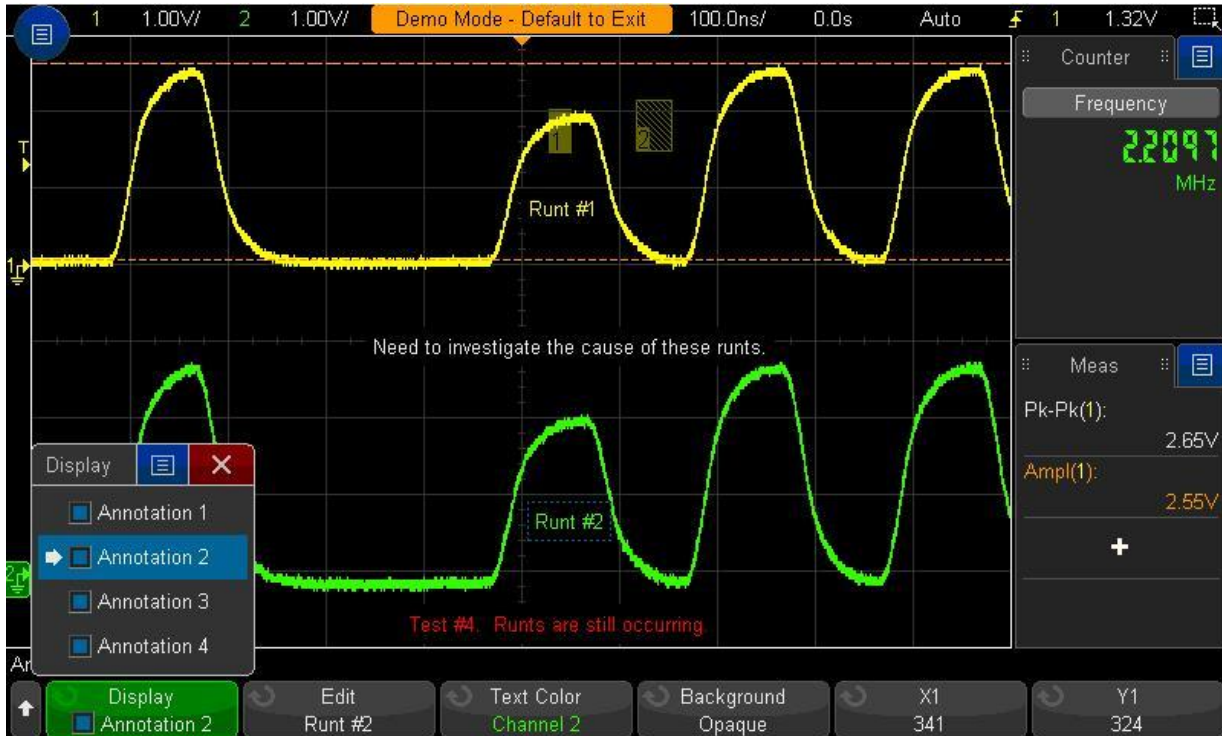 1 1.00V/ 2 1.00V/ Demo Mode - Default to Exit 100.0ns/ 0.0s Auto 1 1.32V
Counter
Frequency
2.2097
MHz
T
1
2
Runt #1
1
Need to investigate the cause of these runts.
Meas
Pk-Pk(1):
2.65V
Ampl(1):
2.55V
+
Display
Annotation 1
Annotation 2
Annotation 3
Annotation 4
Runt #2
2
Test #4. Runts are still occurring.
Display
Annotation 2
Edit
Runt #2
Text Color
Channel 2
Background
Opaque
X1
341
Y1
324